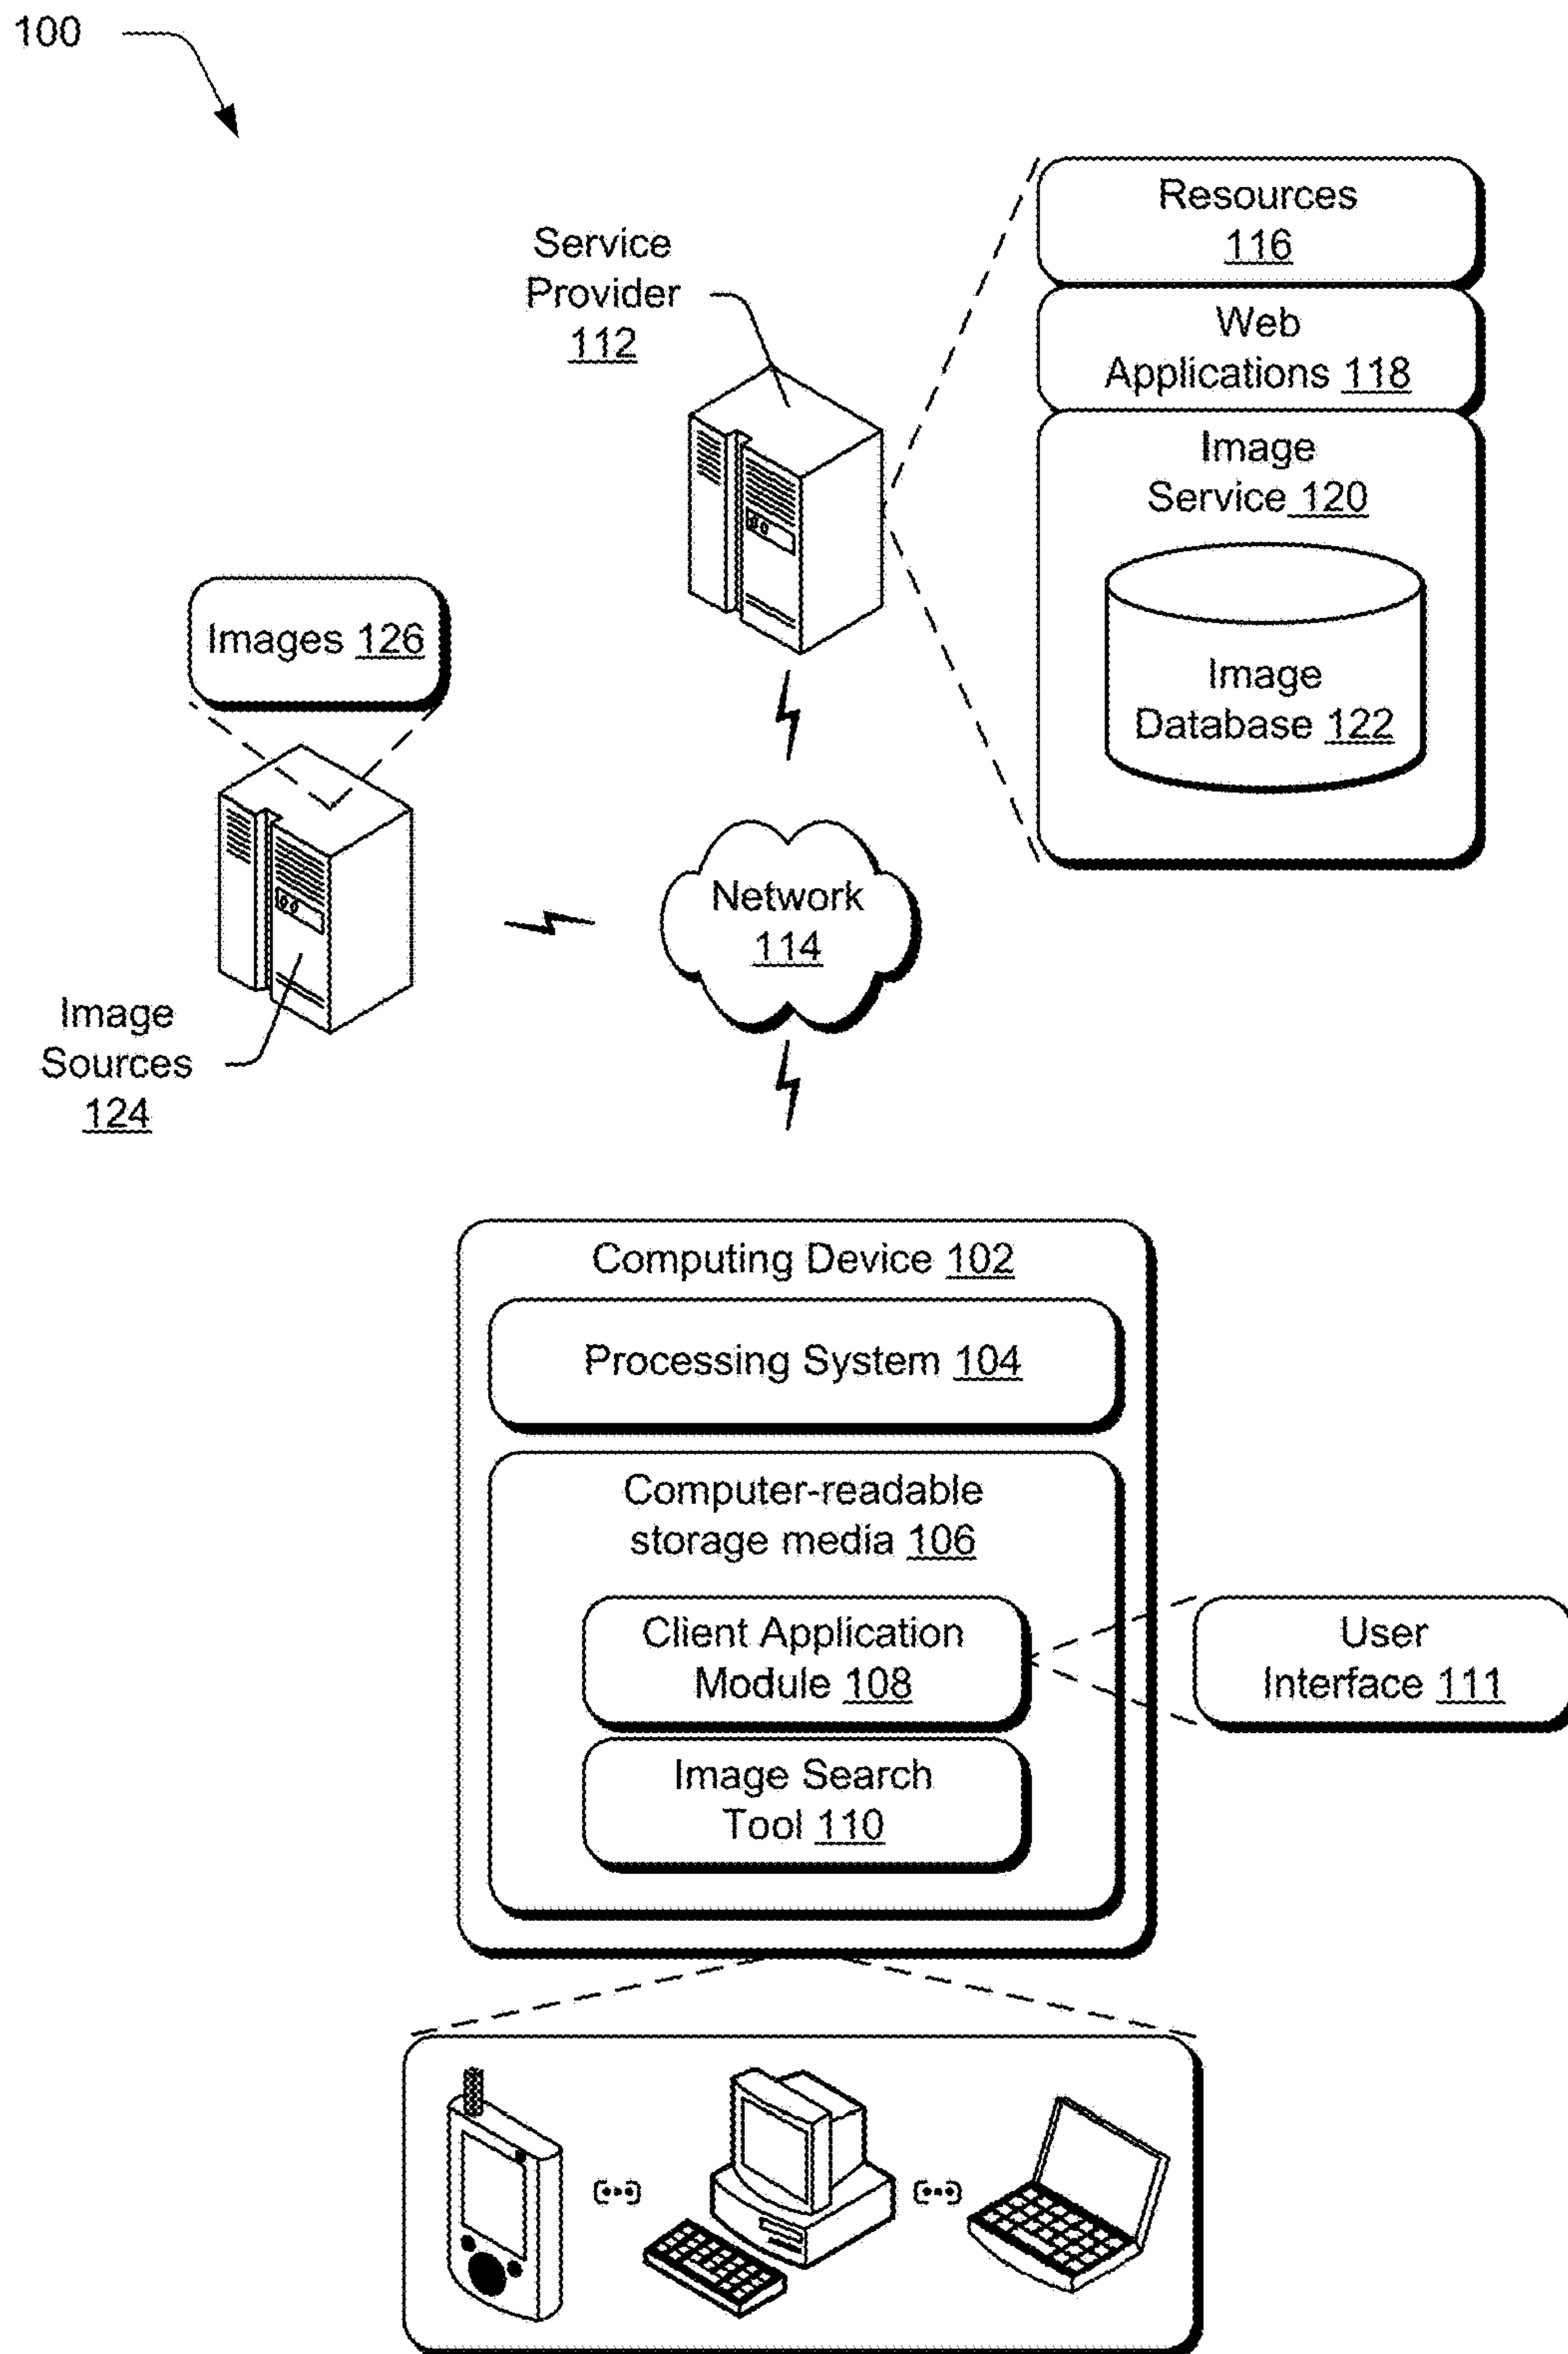 100
Resources
116
Web
Applications 118
Image
Service 120
Image
Database 122
Service
Provider
112
Images 126
Network
114
Image
Sources
124
Computing Device 102
Processing System 104
Computer-readable
storage media 106
Client Application
Module 108
User
Interface 111
Image Search
Tool 110